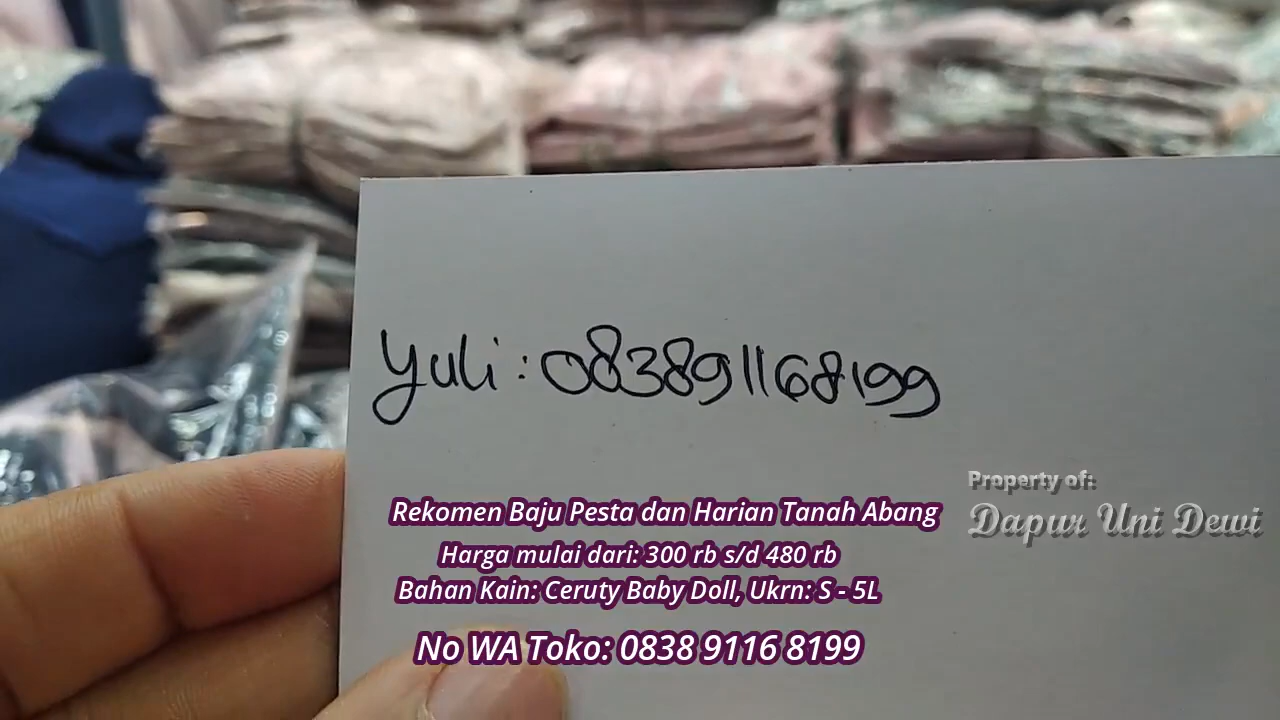 Yuli : 083891168199
Property of:
Dapur Uni Dewi
Rekomen Baju Pesta dan Harian Tanah Abang
Harga mulai dari: 300 rb s/d 480 rb
Bahan Kain: Ceruty Baby Doll, Ukrn: S - 5L
No WA Toko: 0838 9116 8199